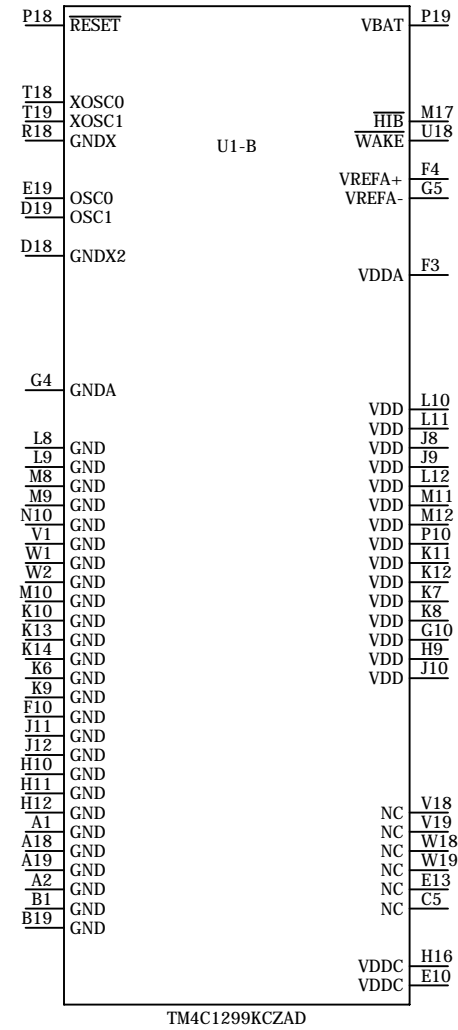 P18 RESET VBAT P19
T18 XOSC0
T19 XOSC1 HIB M17
R18 GNDX U1-B WAKE U18
VREFA+ F4
E19 OSC0 VREFA- G5
D19 OSC1
D18 GNDX2
VDDA F3
G4 GNDA
VDD L10
VDD L11
L8 GND VDD J8
L9 GND VDD J9
M8 GND VDD L12
M9 GND VDD M11
N10 GND VDD M12
V1 GND VDD P10
W1 GND VDD K11
W2 GND VDD K12
M10 GND VDD K7
K10 GND VDD K8
K13 GND VDD G10
K14 GND VDD H9
K6 GND VDD J10
K9 GND
F10 GND
J11 GND
J12 GND
H10 GND
H11 GND
H12 GND NC V18
A1 GND NC V19
A18 GND NC W18
A19 GND NC W19
A2 GND NC E13
B1 GND NC C5
B19 GND
VDDC H16
VDDC E10
TM4C1299KCZAD